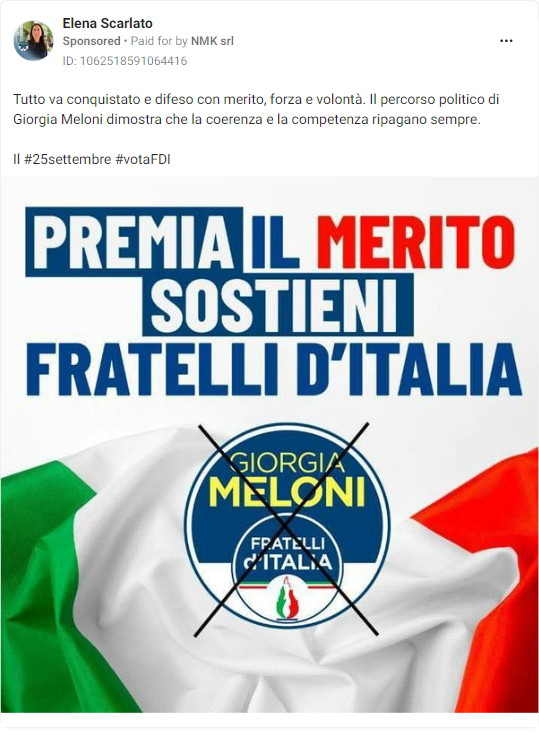 Elena Scarlato
Sponsored • Paid for by NMK srl
ID: 1062518591064416
Tutto va conquistato e difeso con merito, forza e volontà. Il percorso politico di
Giorgia Meloni dimostra che la coerenza e la competenza ripagano sempre.
Il #25settembre #votaFDI
PREMIA IL MERITO
SOSTIENI
FRATELLI D'ITALIA
GIORGIA
MELONI
FRATELLI
d'ITALIA